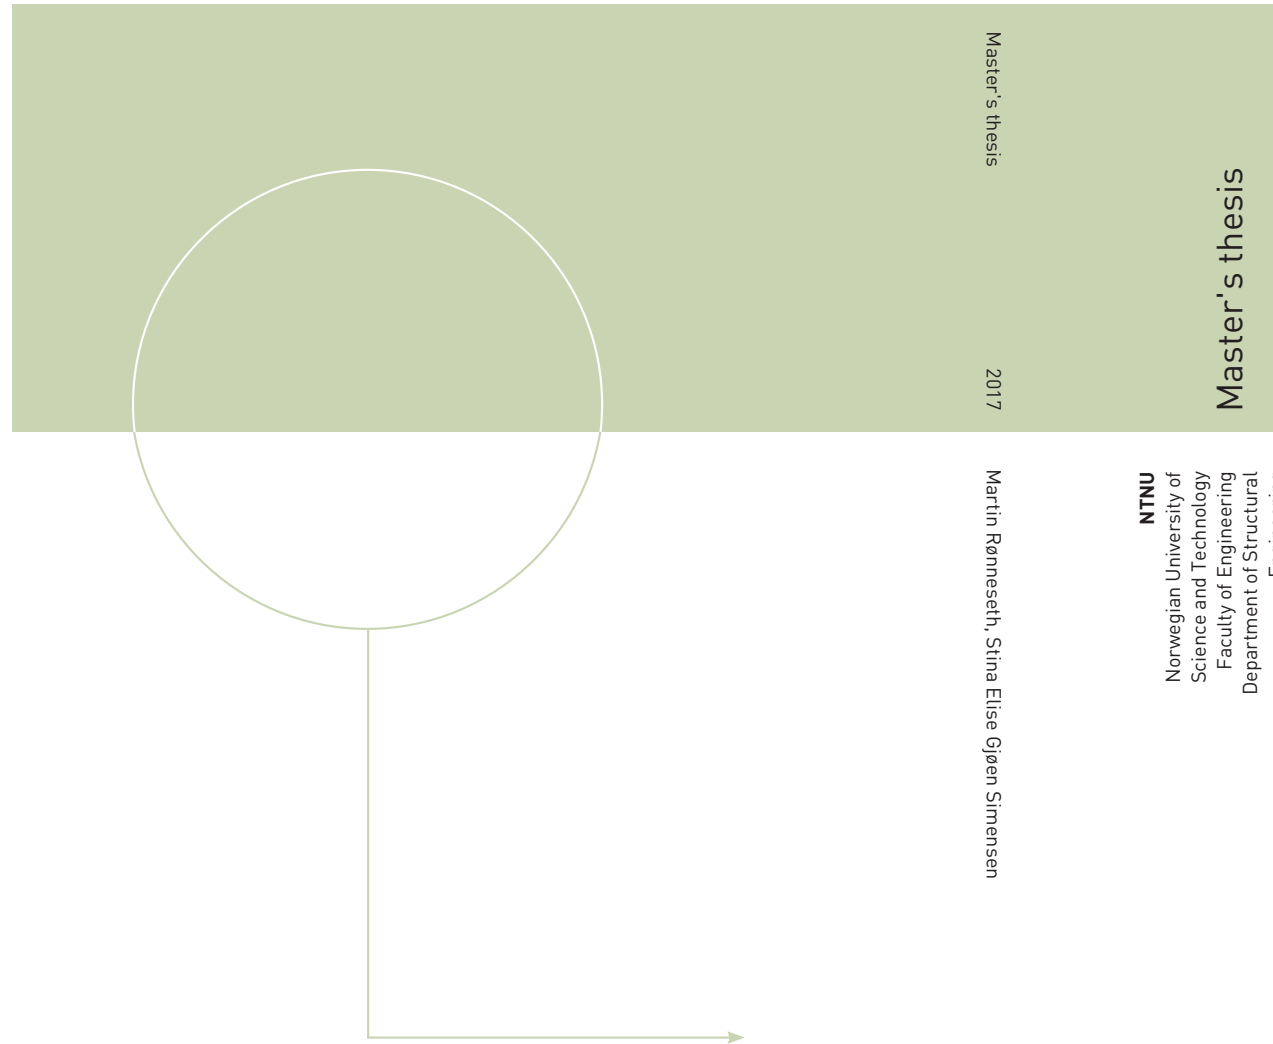 Master's thesis
2017
Martin Rønneseth, Stina Elise Gjøen Simensen
Master's thesis
NTNU
Norwegian University of
Science and Technology
Faculty of Engineering
Department of Structural